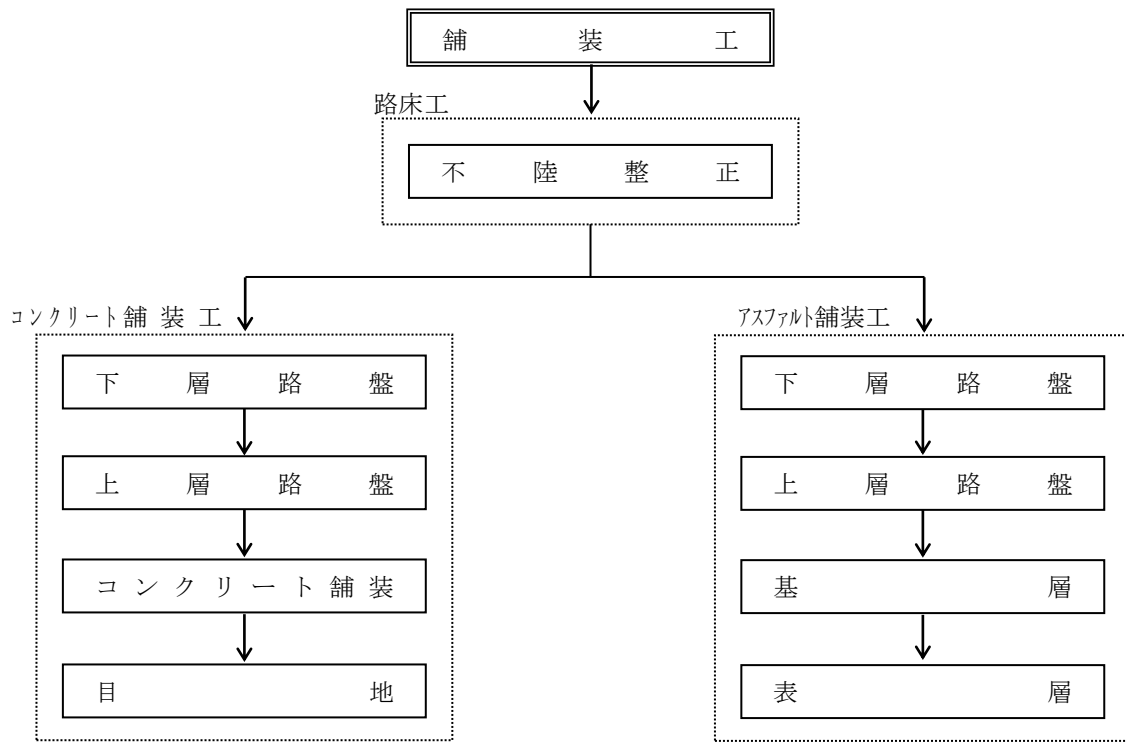 舗装工
路床工
不陸整正
コンクリート舗装工
下層路盤
上層路盤
コンクリート舗装
目地
アスファルト舗装工
下層路盤
上層路盤
基層
表層